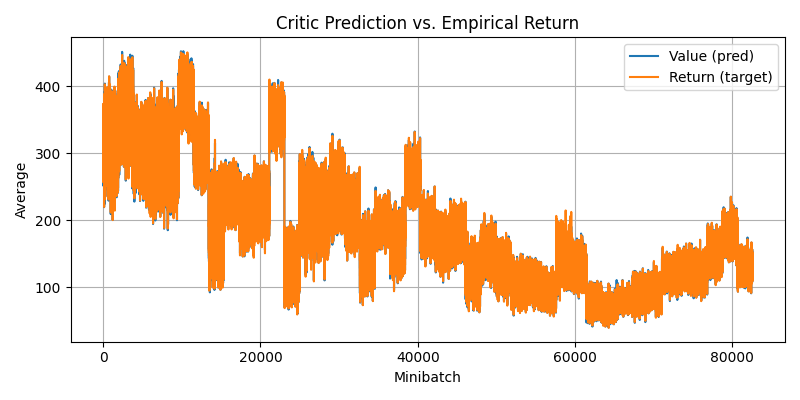 Critic Prediction vs. Empirical Return
Value (pred)
Return (target)
Average
400
300
200
100
0
20000
40000
60000
80000
Minibatch